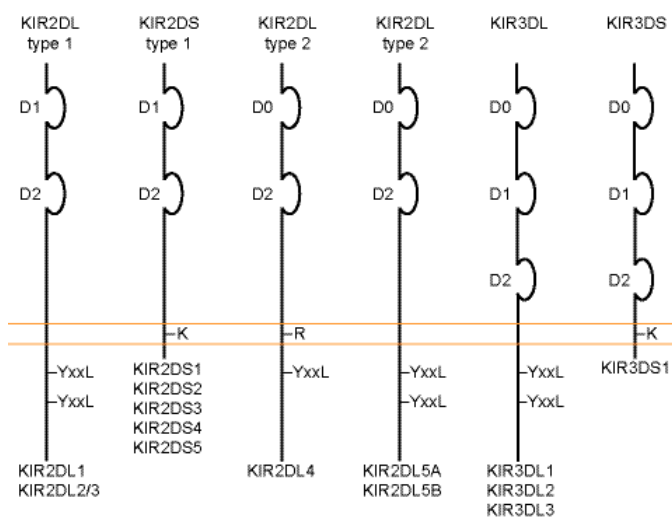 KIR2DL
type 1
KIR2DS
type 1
KIR2DL
type 2
KIR2DL
type 2
KIR3DL
KIR3DS
D1
D1
D0
D0
D0
D0
D2
D2
D2
D2
D1
D1
D2
D2
K
R
K
YxxL
YxxL
KIR2DS1
KIR2DS2
KIR2DS3
KIR2DS4
KIR2DS5
YxxL
YxxL
YxxL
YxxL
YxxL
KIR3DS1
KIR2DL1
KIR2DL2/3
KIR2DL4
KIR2DL5A
KIR2DL5B
KIR3DL1
KIR3DL2
KIR3DL3